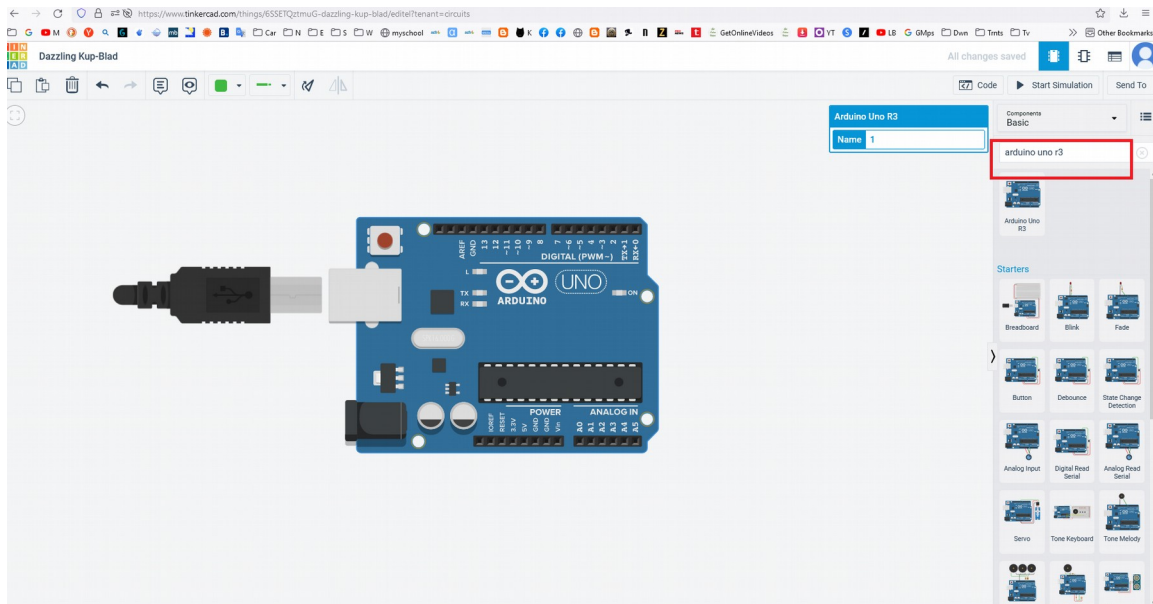 https://www.tinkercad.com/things/6SSETQztmuG-dazzling-kup-blad/editel?tenant=circuits
G M Car N E S W myschool K GetOnlineVideos YT LB G GMps Dwn Trnts Tv Other Bookmarks
TIN
KER
CAD
Dazzling Kup-Blad
All changes saved
Code
Start Simulation
Send To
Arduino Uno R3
Name 1
Components
Basic
arduino uno r3
Arduino Uno
R3
Starters
Breadboard Blink Fade
Button Debounce State Change
Detection
Analog Input Digital Read
Serial Analog Read
Serial
Servo Tone Keyboard Tone Melody
AREF
GND
13
12
~11
~10
~9
8
7
~6
~5
4
~3
2
TX→1
RX←0
DIGITAL (PWM~)
L
TX
RX
ARDUINO
UNO
ON
IOREF
RESET
3.3V
5V
GND
GND
Vin
POWER
ANALOG IN
A0
A1
A2
A3
A4
A5